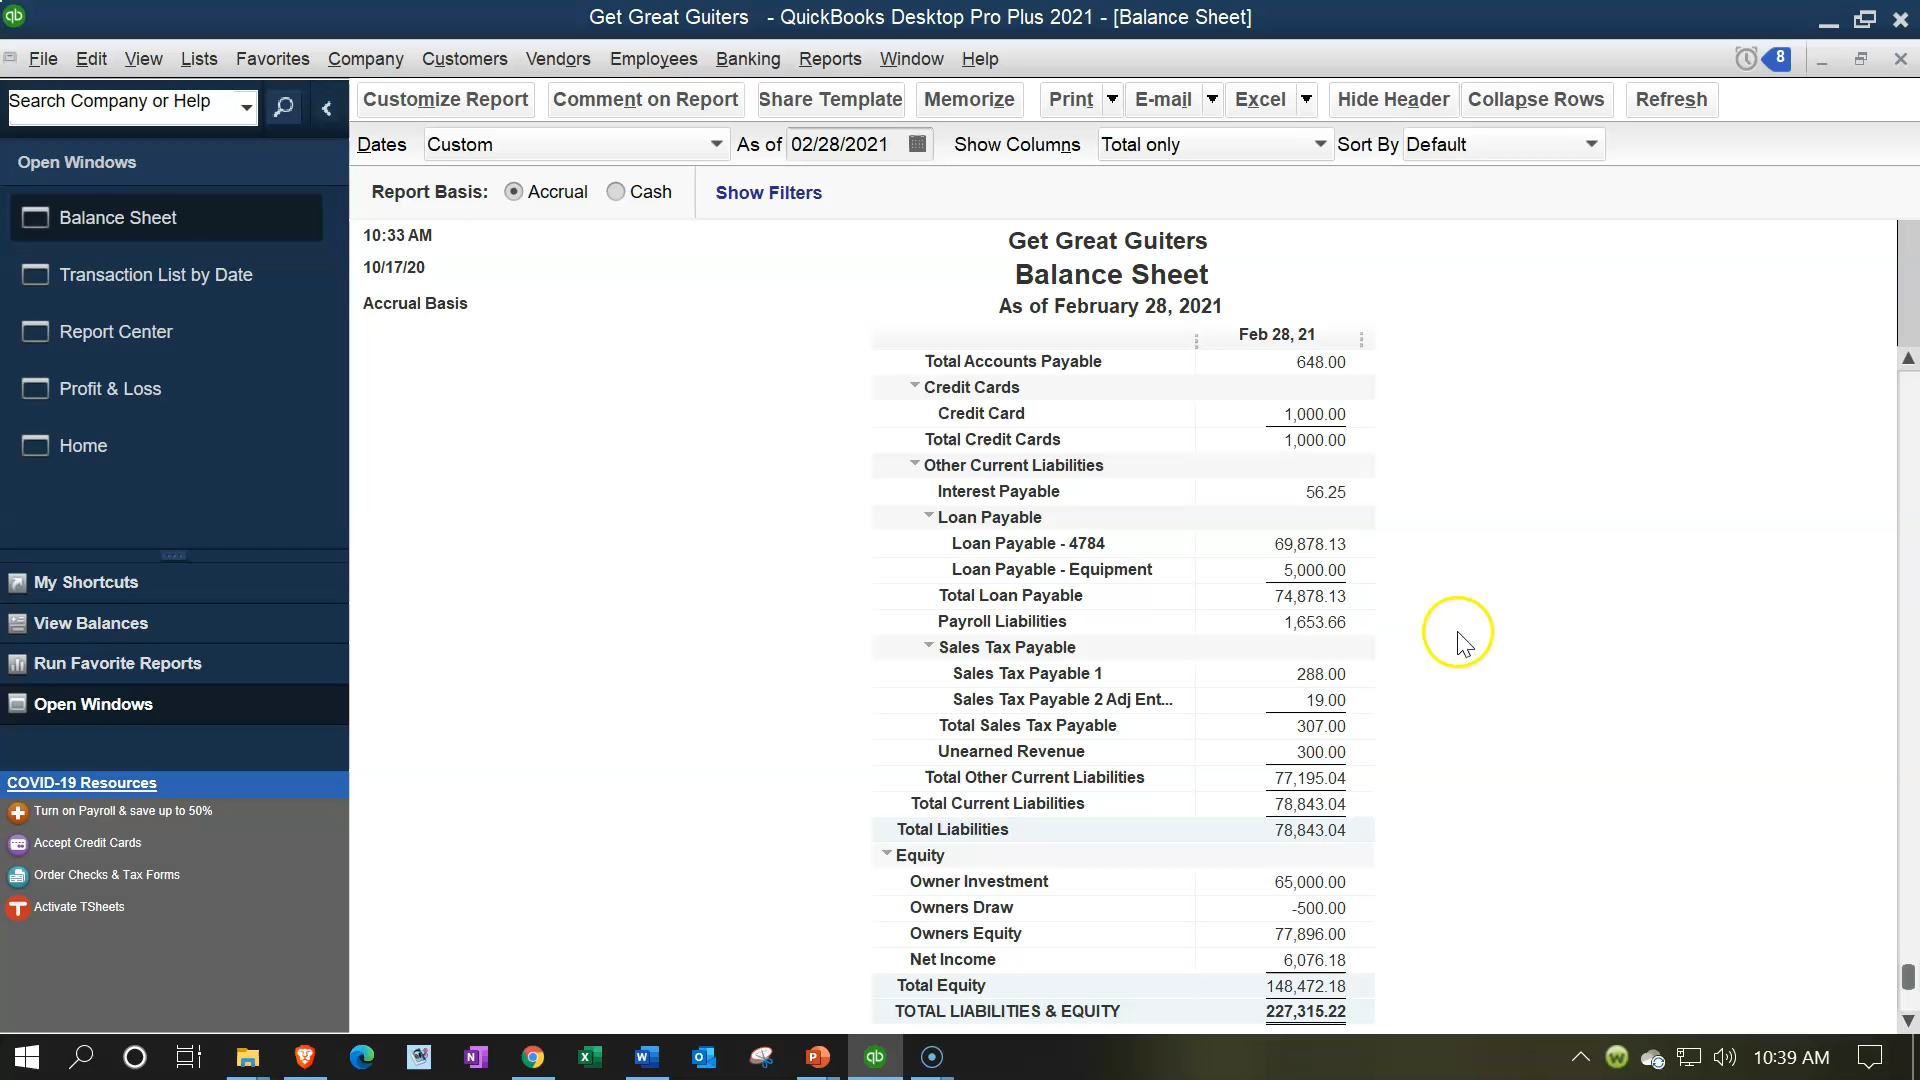 qb Get Great Guiters - QuickBooks Desktop Pro Plus 2021 - [Balance Sheet]
File Edit View Lists Favorites Company Customers Vendors Employees Banking Reports Window Help 8
Search Company or Help
Customize Report Comment on Report Share Template Memorize Print E-mail Excel Hide Header Collapse Rows Refresh
Dates Custom As of 02/28/2021 Show Columns Total only Sort By Default
Report Basis: Accrual Cash Show Filters
Open Windows
Balance Sheet
Transaction List by Date
Report Center
Profit & Loss
Home
My Shortcuts
View Balances
Run Favorite Reports
Open Windows
COVID-19 Resources
Turn on Payroll & save up to 50%
Accept Credit Cards
Order Checks & Tax Forms
Activate TSheets
10:33 AM
10/17/20
Accrual Basis
Get Great Guiters
Balance Sheet
As of February 28, 2021
Feb 28, 21
Total Accounts Payable 648.00
Credit Cards
Credit Card 1,000.00
Total Credit Cards 1,000.00
Other Current Liabilities
Interest Payable 56.25
Loan Payable
Loan Payable - 4784 69,878.13
Loan Payable - Equipment 5,000.00
Total Loan Payable 74,878.13
Payroll Liabilities 1,653.66
Sales Tax Payable
Sales Tax Payable 1 288.00
Sales Tax Payable 2 Adj Ent... 19.00
Total Sales Tax Payable 307.00
Unearned Revenue 300.00
Total Other Current Liabilities 77,195.04
Total Current Liabilities 78,843.04
Total Liabilities 78,843.04
Equity
Owner Investment 65,000.00
Owners Draw -500.00
Owners Equity 77,896.00
Net Income 6,076.18
Total Equity 148,472.18
TOTAL LIABILITIES & EQUITY 227,315.22
10:39 AM